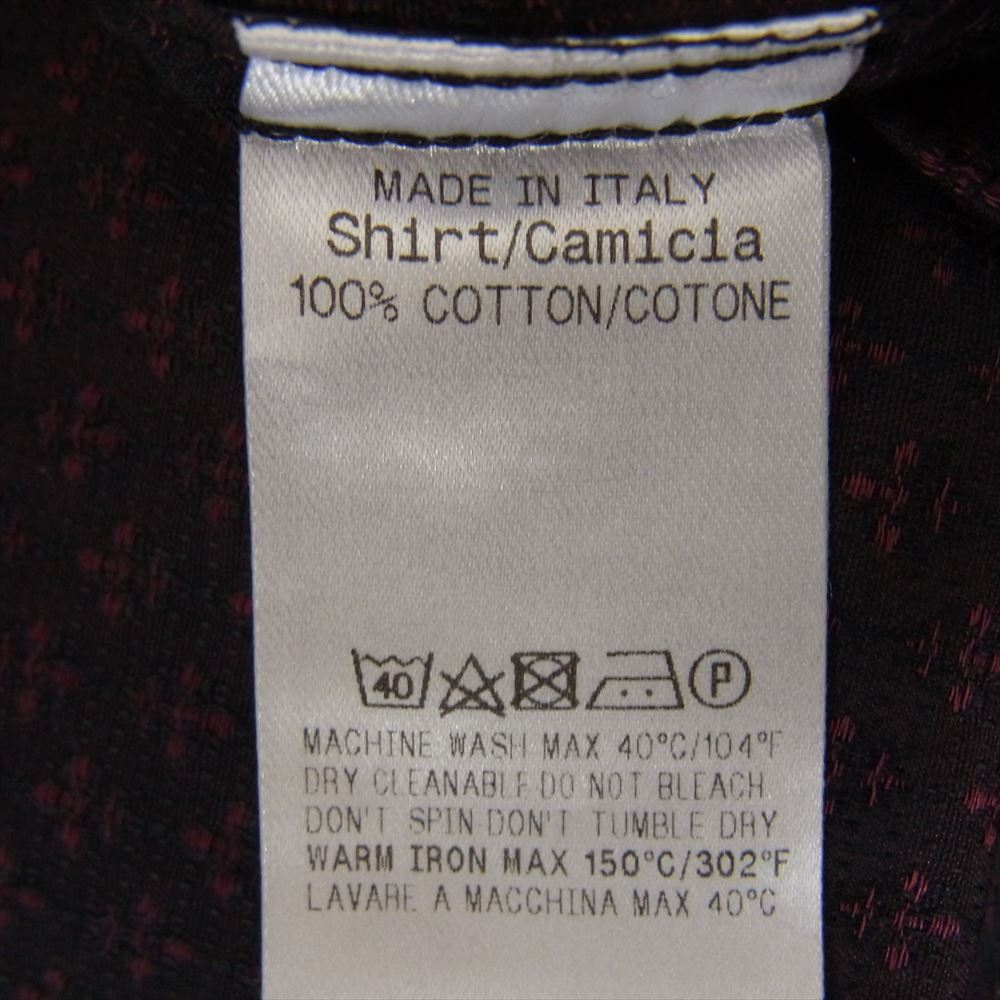 MADE IN ITALY
Shirt/Camicia
100% COTTON/COTONE
40 P
MACHINE WASH MAX 40°C/104°F
DRY CLEANABLE DO NOT BLEACH
DON'T SPIN DON'T TUMBLE DRY
WARM IRON MAX 150°C/302°F
LAVARE A MACCHINA MAX 40°C